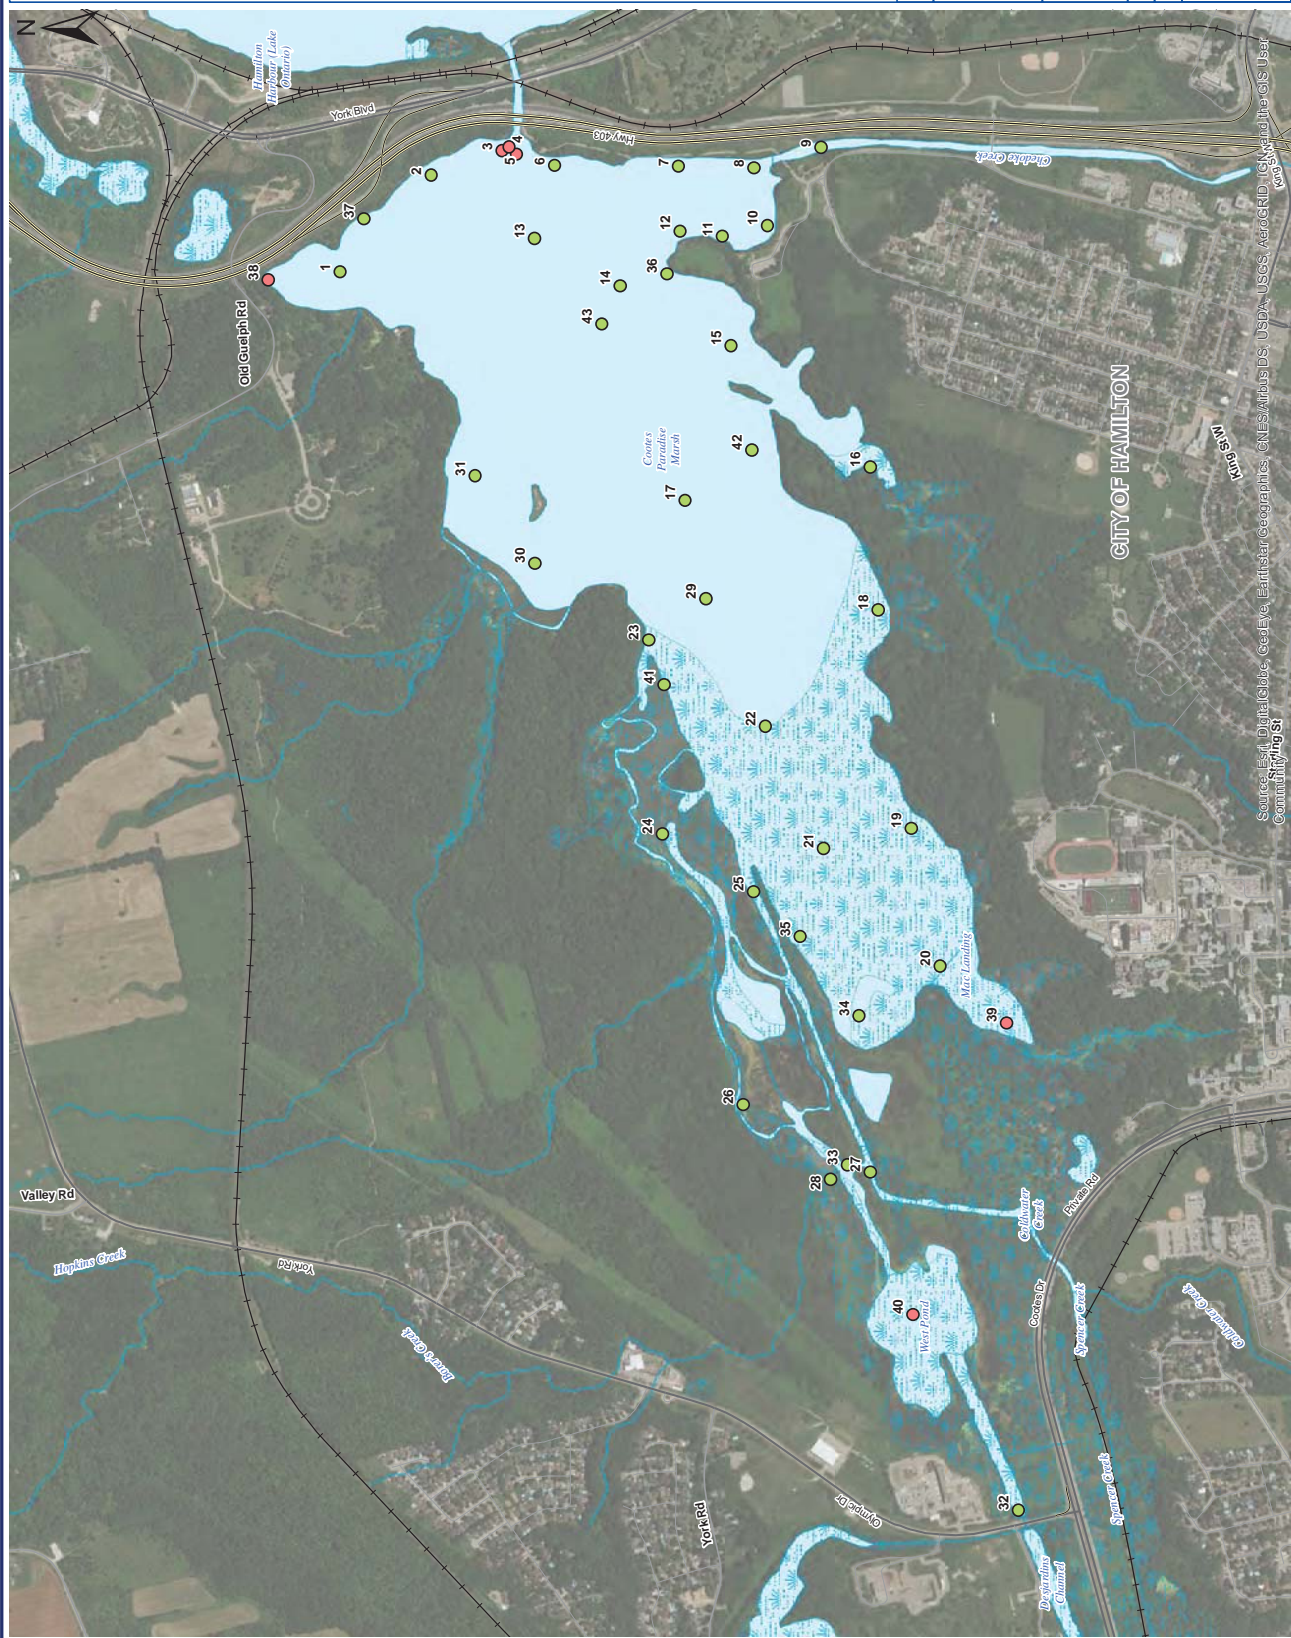 N
Hamilton
Harbour (Lake
Ontario)
York Blvd
Hwy 403
Chedoke Creek
King St W
Old Guelph Rd
38
37
1
2
3
5
4
6
7
8
9
10
11
12
13
14
36
43
15
16
42
17
31
30
29
Cootes
Paradise
Marsh
CITY OF HAMILTON
King St W
18
23
41
22
24
21
19
25
35
20
Mac Landing
34
39
26
33
28
27
Sterling St
Valley Rd
Hopkins Creek
York Rd
Borer's Creek
Coldwater
Creek
Private Rd
Cootes Dr
Spencer Creek
Coldwater Creek
40
West Pond
Spencer Creek
32
Olympic Dr
York Rd
Desjardins
Channel
Source: Esri, DigitalGlobe, GeoEye, Earthstar Geographics, CNES/Airbus DS, USDA, USGS, AeroGRID, IGN, and the GIS User
Community